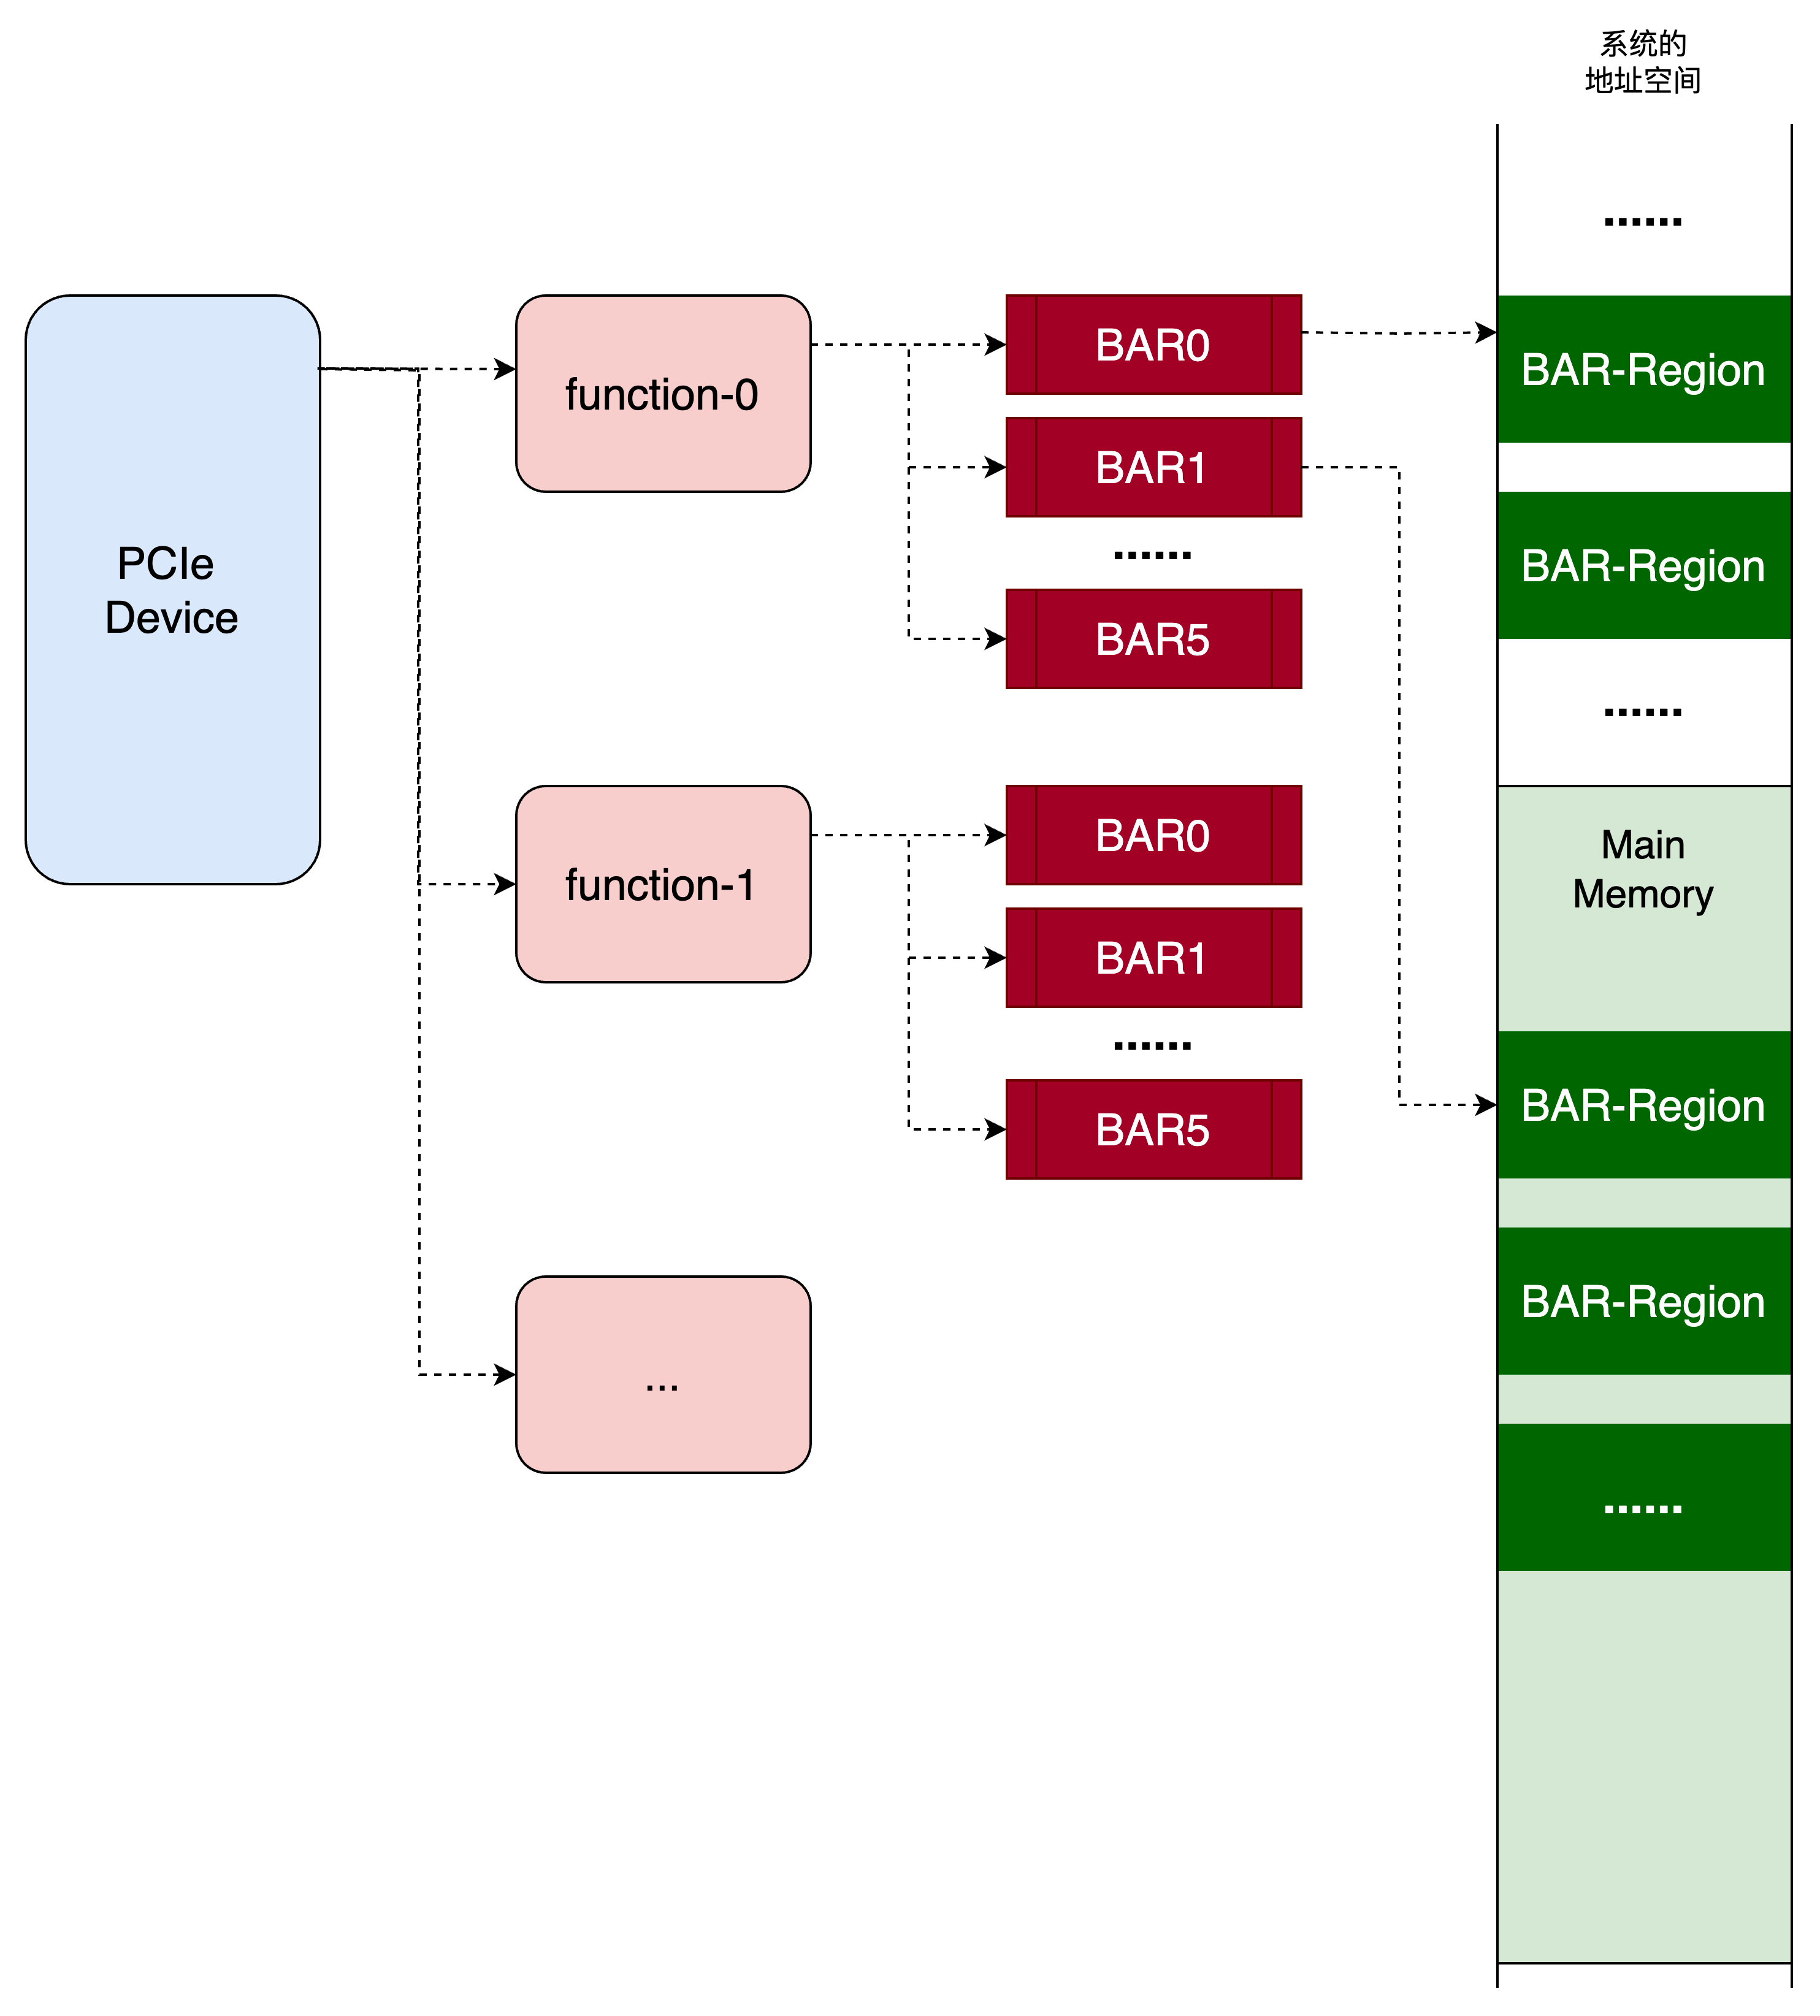 系统的
地址空间
......
PCIe
Device
function-0
BAR0
BAR1
......
BAR5
BAR-Region
BAR-Region
......
function-1
BAR0
BAR1
......
BAR5
Main
Memory
BAR-Region
BAR-Region
...
......